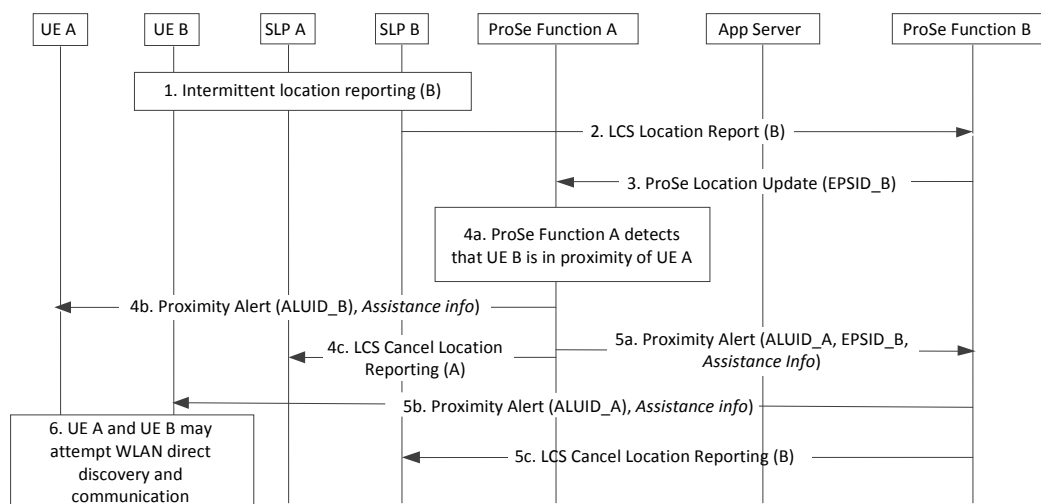 UE A
UE B
SLP A
SLP B
ProSe Function A
App Server
ProSe Function B
1. Intermittent location reporting (B)
2. LCS Location Report (B)
3. ProSe Location Update (EPSID_B)
4a. ProSe Function A detects
that UE B is in proximity of UE A
4b. Proximity Alert (ALUID_B), Assistance info)
4c. LCS Cancel Location
Reporting (A)
5a. Proximity Alert (ALUID_A, EPSID_B,
Assistance Info)
5b. Proximity Alert (ALUID_A), Assistance info)
6. UE A and UE B may
attempt WLAN direct
discovery and
communication
5c. LCS Cancel Location Reporting (B)